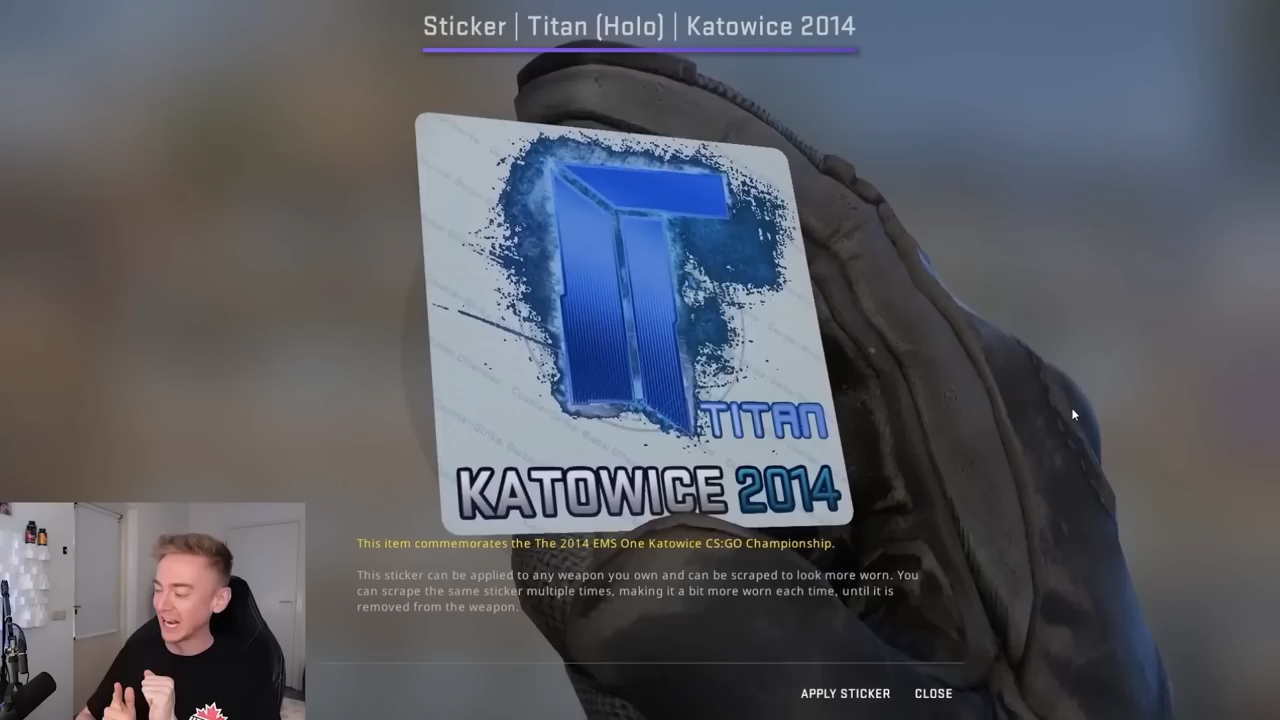 Sticker | Titan (Holo) | Katowice 2014
TITAN
KATOWICE 2014
This item commemorates the The 2014 EMS One Katowice CS:GO Championship.
This sticker can be applied to any weapon you own and can be scraped to look more worn. You
can scrape the same sticker multiple times, making it a bit more worn each time, until it is
removed from the weapon.
APPLY STICKER CLOSE